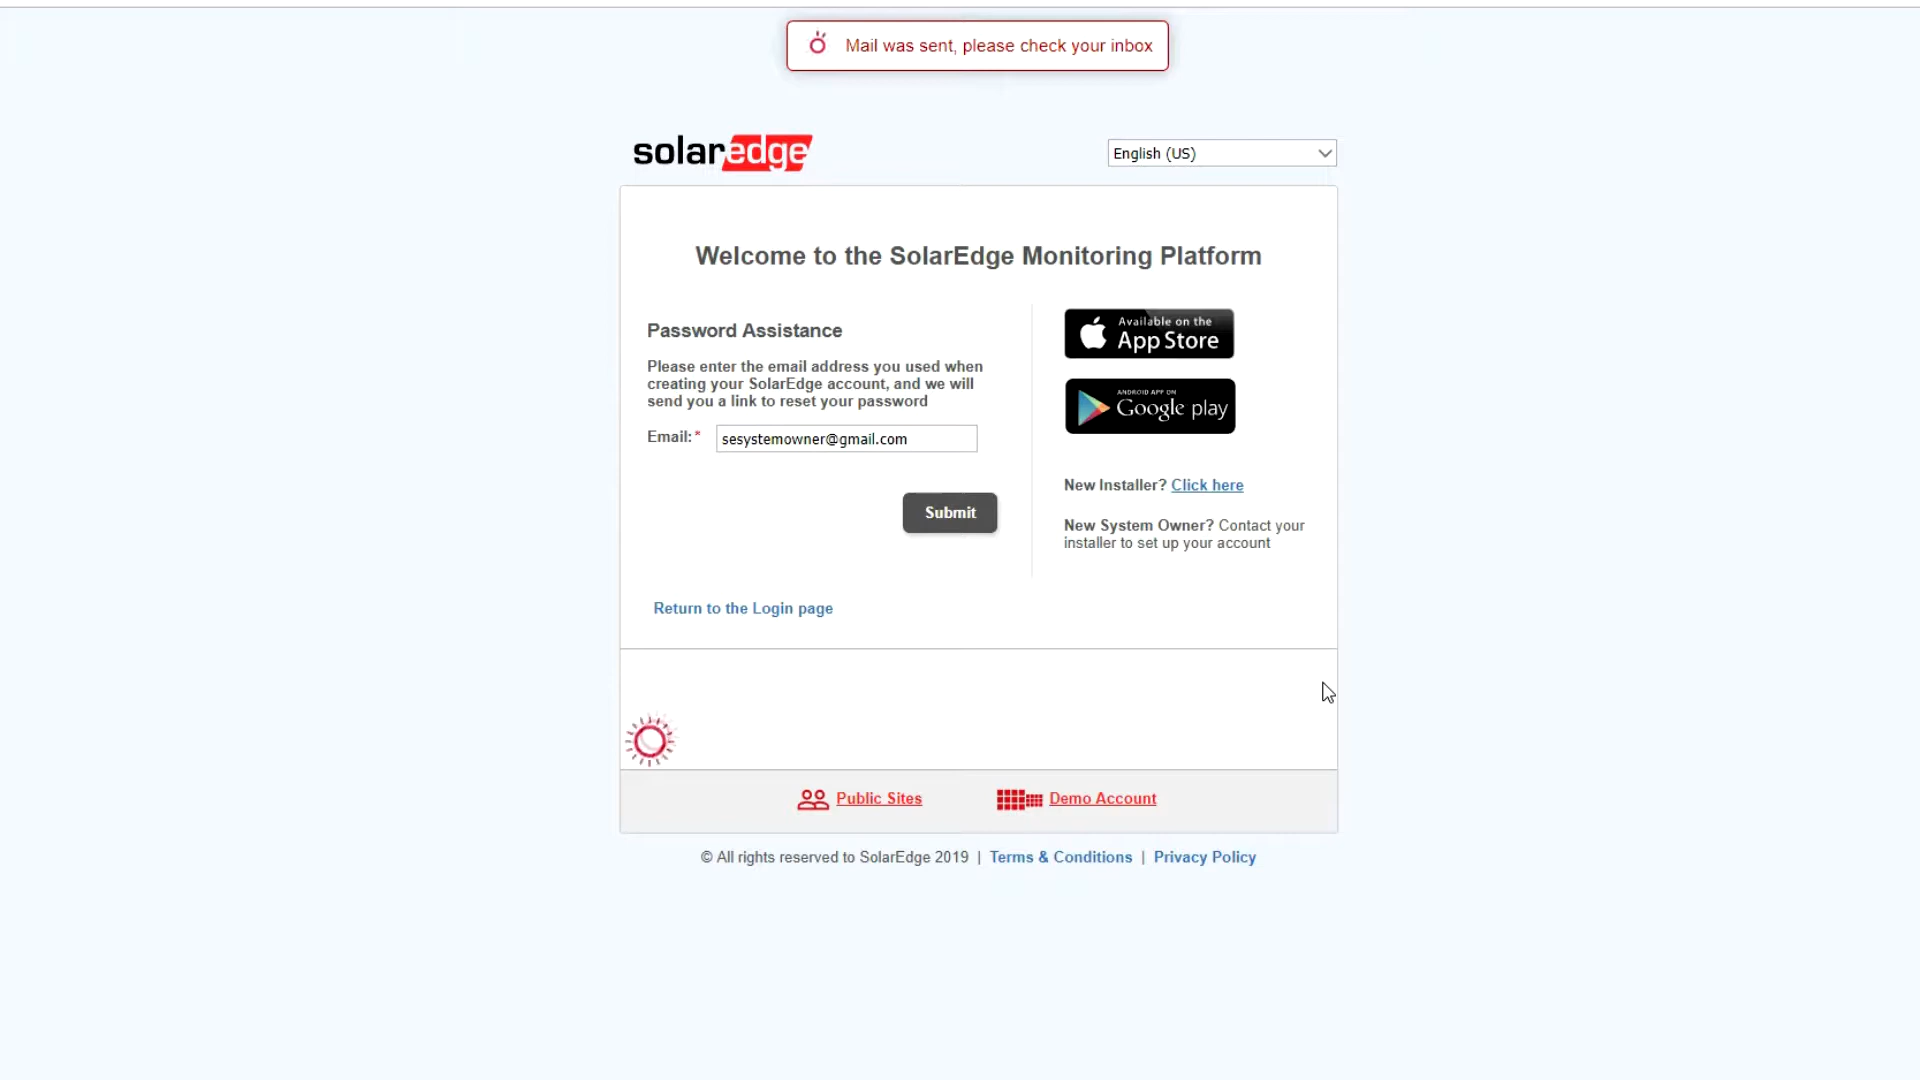 Mail was sent, please check your inbox
solaredge
English (US)
Welcome to the SolarEdge Monitoring Platform
Password Assistance
Please enter the email address you used when
creating your SolarEdge account, and we will
send you a link to reset your password
Email:*
sesystemowner@gmail.com
Submit
Return to the Login page
Available on the
App Store
ANDROID APP ON
Google play
New Installer? Click here
New System Owner? Contact your
installer to set up your account
Public Sites
Demo Account
© All rights reserved to SolarEdge 2019 | Terms & Conditions | Privacy Policy